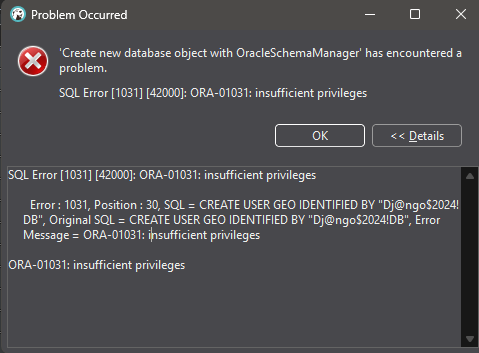 Problem Occurred
'Create new database object with OracleSchemaManager' has encountered a
problem.
SQL Error [1031] [42000]: ORA-01031: insufficient privileges
OK
<< Details
SQL Error [1031] [42000]: ORA-01031: insufficient privileges
Error : 1031, Position : 30, SQL = CREATE USER GEO IDENTIFIED BY "Dj@ngo$2024!
DB", Original SQL = CREATE USER GEO IDENTIFIED BY "Dj@ngo$2024!DB", Error
Message = ORA-01031: insufficient privileges
ORA-01031: insufficient privileges